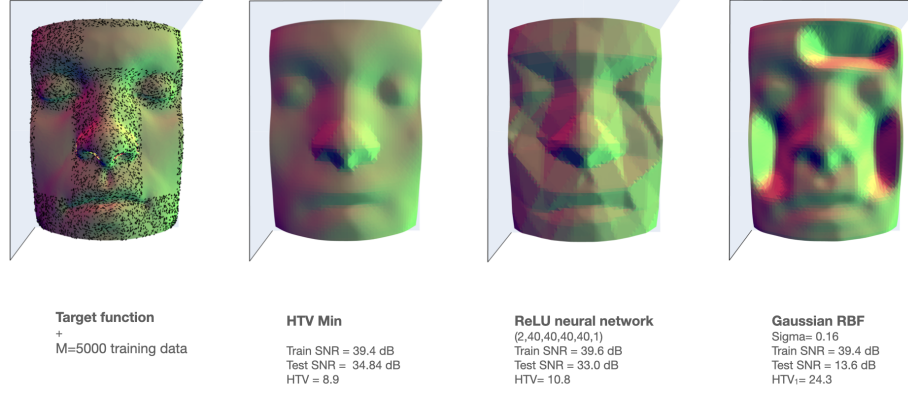 Target function
+
M=5000 training data
HTV Min
Train SNR = 39.4 dB
Test SNR = 34.84 dB
HTV = 8.9
ReLU neural network
(2,40,40,40,40,1)
Train SNR = 39.6 dB
Test SNR = 33.0 dB
HTV= 10.8
Gaussian RBF
Sigma= 0.16
Train SNR = 39.4 dB
Test SNR = 13.6 dB
HTV₁= 24.3